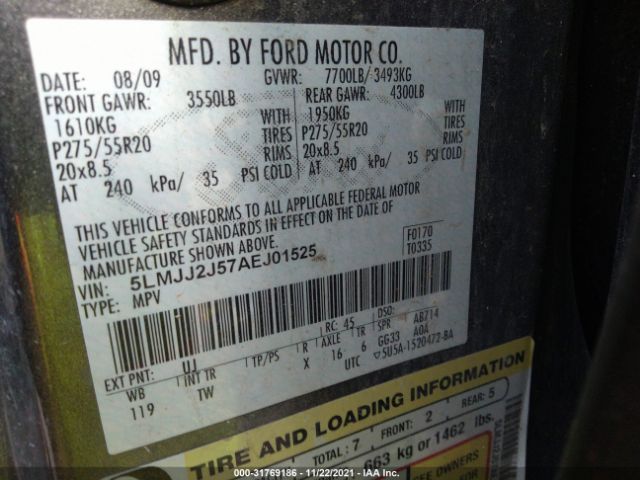 MFD. BY FORD MOTOR CO.
DATE: 08/09 GVWR: 7700LB/ 3493KG
FRONT GAWR: 3550LB REAR GAWR: 4300LB
1610KG WITH 1950KG WITH
P275/55R20 TIRES P275/55R20 TIRES
20x8.5 RIMS 20x8.5 RIMS
AT 240 kPa/ 35 PSI COLD AT 240 kPa/ 35 PSI COLD
THIS VEHICLE CONFORMS TO ALL APPLICABLE FEDERAL MOTOR
VEHICLE SAFETY STANDARDS IN EFFECT ON THE DATE OF
MANUFACTURE SHOWN ABOVE.
F0170
VIN: 5LMJJ2J57AEJ01525 T0335
TYPE: MPV
EXT PNT: UJ RC: 45 DSO:
WB INT TR TP/PS R AXLE TR SPR AB714
119 TW X 16 6 GG33 A0A
UTC ▽5U5A-1520472-BA
TIRE AND LOADING INFORMATION
TOTAL: 7 FRONT: 2 REAR: 5
663 kg or 1462 lbs.
SEE OWNERS
FOR
© IAA - 31769186 - 11/22/2021 - IAAI.com